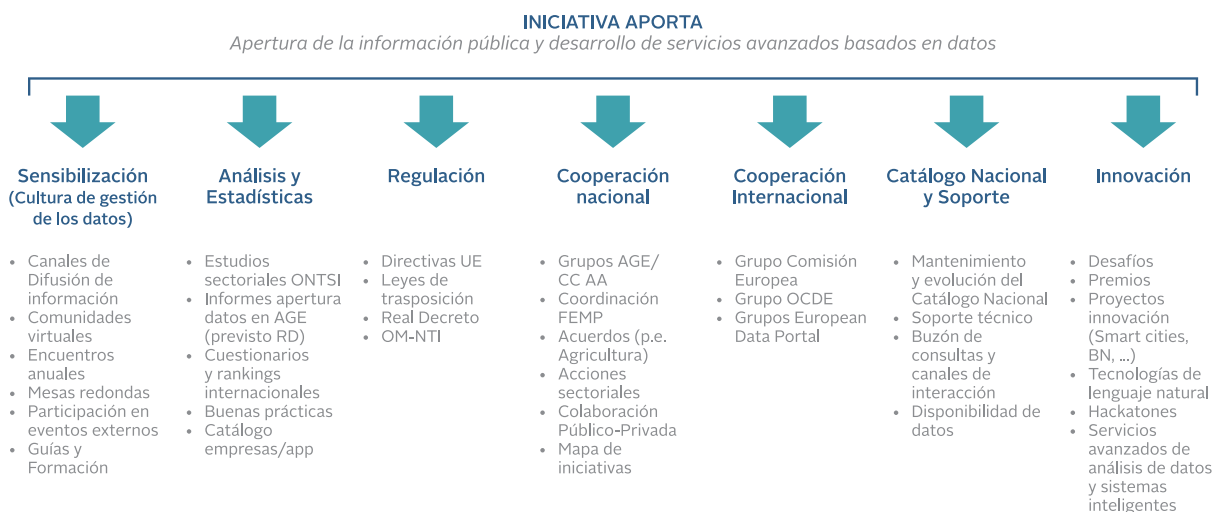 INICIATIVA APORTA
Apertura de la información pública y desarrollo de servicios avanzados basados en datos
Sensibilización
(Cultura de gestión
de los datos)
• Canales de
Difusión de
información
• Comunidades
virtuales
• Encuentros
anuales
• Mesas redondas
• Participación en
eventos externos
• Guías y
Formación
Análisis y
Estadísticas
• Estudios
sectoriales ONTSI
• Informes apertura
datos en AGE
(previsto RD)
• Cuestionarios
y rankings
internacionales
• Buenas prácticas
• Catálogo
empresas/app
Regulación
• Directivas UE
• Leyes de
trasposición
• Real Decreto
• OM-NTI
Cooperación
nacional
• Grupos AGE/
CC AA
• Coordinación
FEMP
• Acuerdos (p.e.
Agricultura)
• Acciones
sectoriales
• Colaboración
Público-Privada
• Mapa de
iniciativas
Cooperación
Internacional
• Grupo Comisión
Europea
• Grupo OCDE
• Grupos European
Data Portal
Catálogo Nacional
y Soporte
• Mantenimiento
y evolución del
Catálogo Nacional
• Soporte técnico
• Buzón de
consultas y
canales de
interacción
• Disponibilidad de
datos
Innovación
• Desafíos
• Premios
• Proyectos
innovación
(Smart cities,
BN, ...)
• Tecnologías de
lenguaje natural
• Hackatones
• Servicios
avanzados de
análisis de datos
y sistemas
inteligentes